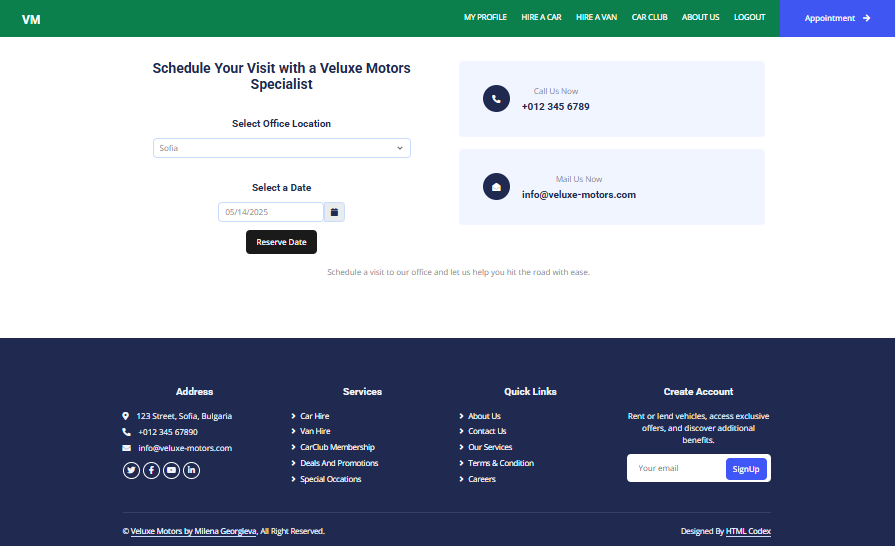 VM
MY PROFILE HIRE A CAR HIRE A VAN CAR CLUB ABOUT US LOGOUT Appointment
Schedule Your Visit with a Veluxe Motors
Specialist
Select Office Location
Sofia
Select a Date
05/14/2025
Reserve Date
Call Us Now
+012 345 6789
Mail Us Now
info@veluxe-motors.com
Schedule a visit to our office and let us help you hit the road with ease.
Address
123 Street, Sofia, Bulgaria
+012 345 67890
info@veluxe-motors.com
Services
Car Hire
Van Hire
CarClub Membership
Deals And Promotions
Special Occations
Quick Links
About Us
Contact Us
Our Services
Terms & Condition
Careers
Create Account
Rent or lend vehicles, access exclusive
offers, and discover additional
benefits.
Your email
SignUp
© Veluxe Motors by Milena Georgieva, All Right Reserved.
Designed By HTML Codex